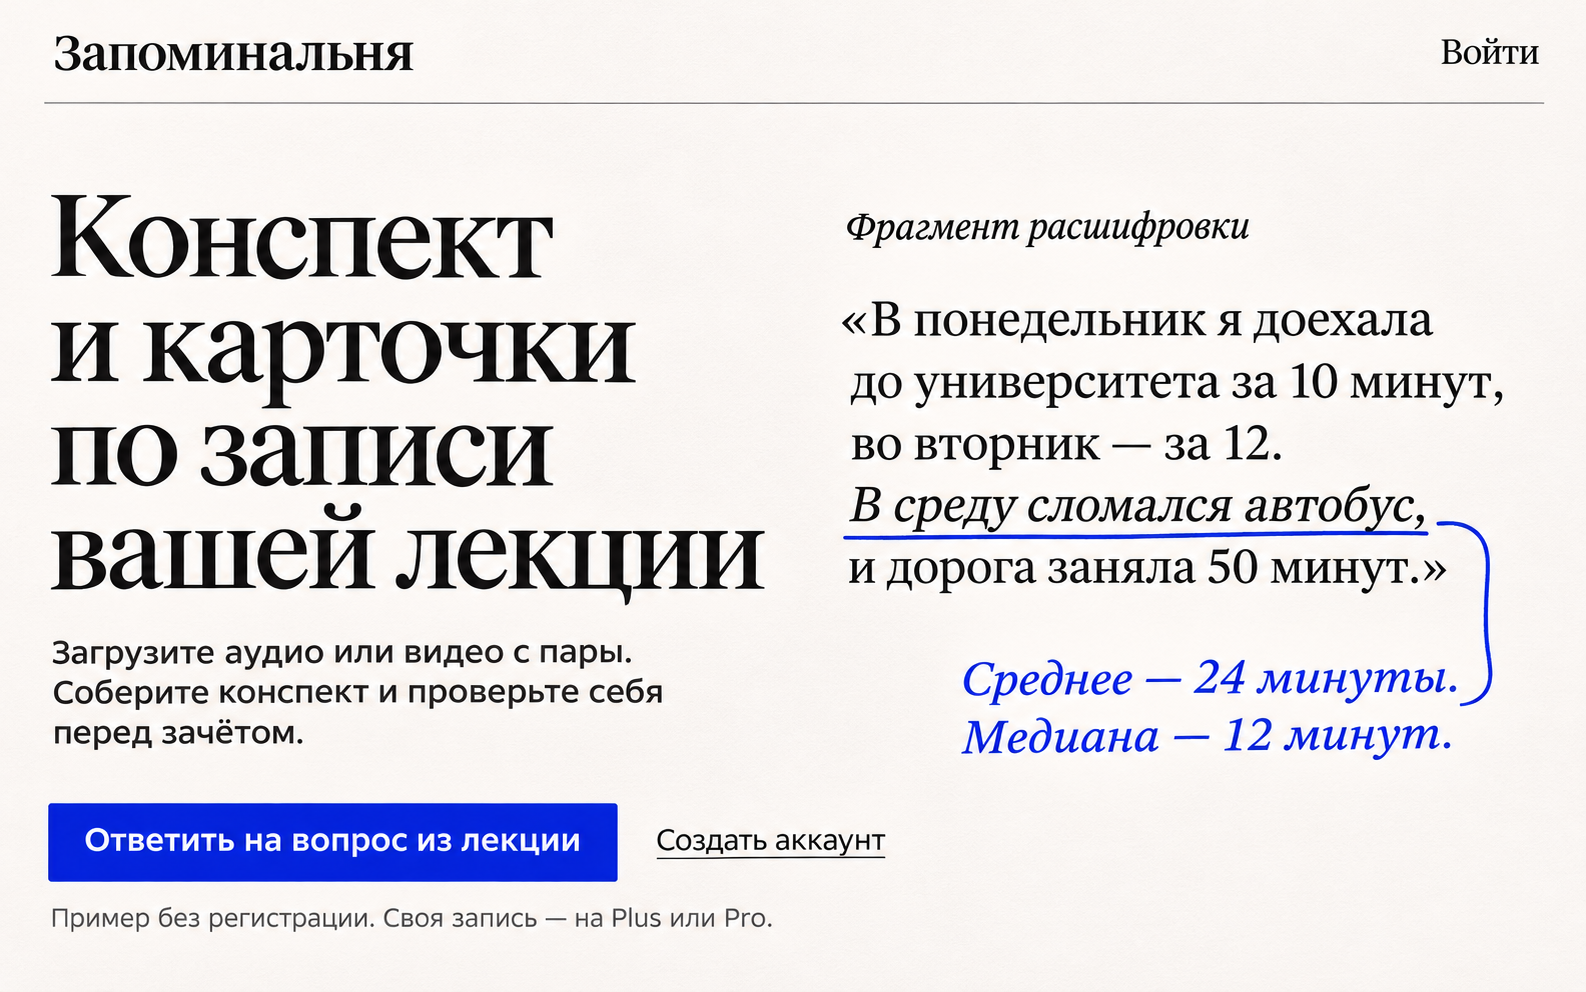 Запоминальня
Войти
Конспект
и карточки
по записи
вашей лекции
Загрузите аудио или видео с пары.
Соберите конспект и проверьте себя
перед зачётом.
Ответить на вопрос из лекции
Создать аккаунт
Пример без регистрации. Своя запись — на Plus или Pro.
Фрагмент расшифровки
«В понедельник я доехала
до университета за 10 минут,
во вторник — за 12.
В среду сломался автобус,
и дорога заняла 50 минут.»
Среднее — 24 минуты.
Медиана — 12 минут.